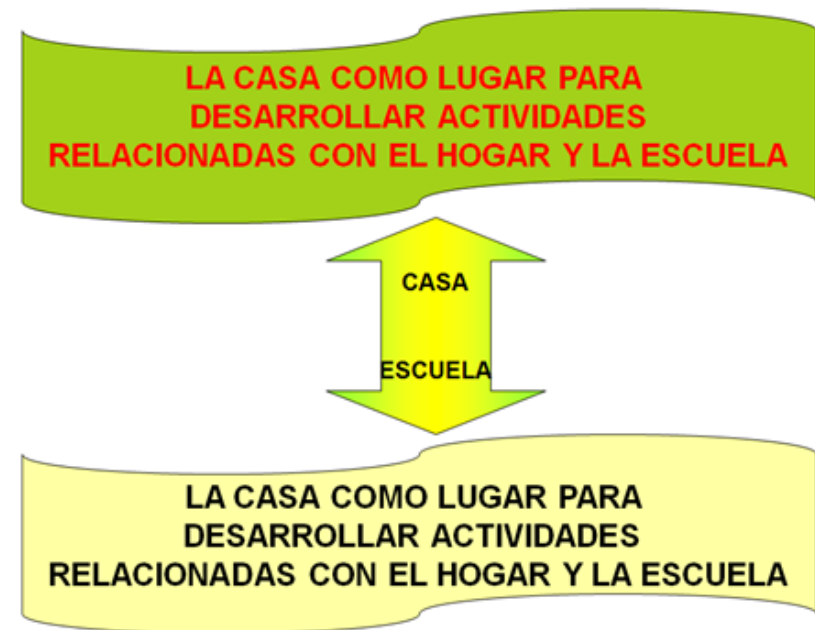 LA CASA COMO LUGAR PARA
DESARROLLAR ACTIVIDADES
RELACIONADAS CON EL HOGAR Y LA ESCUELA
CASA
ESCUELA
LA CASA COMO LUGAR PARA
DESARROLLAR ACTIVIDADES
RELACIONADAS CON EL HOGAR Y LA ESCUELA